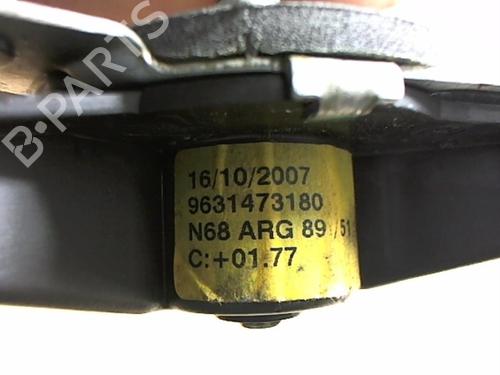 B-PARTS
16/10/2007
9631473180
N68 ARG 89 /51
C:+01.77